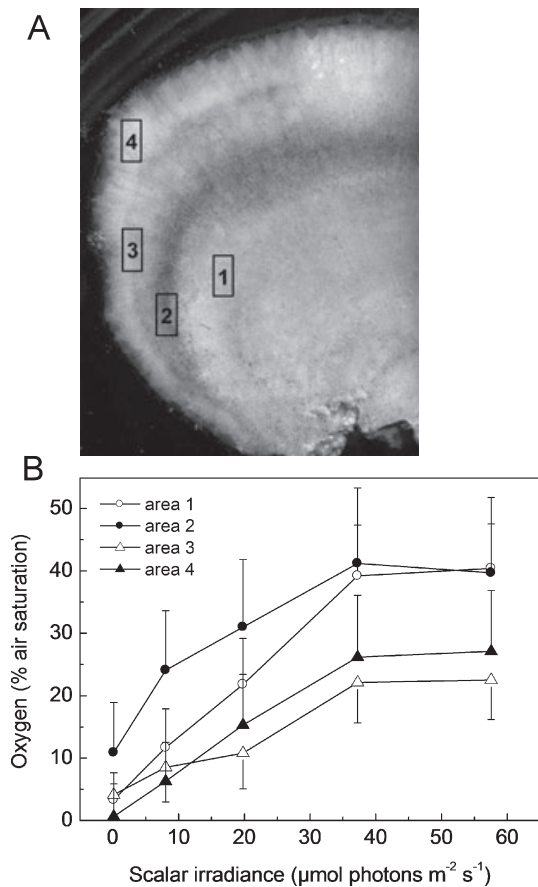 A
4
3
1
2
B
50
40
30
20
10
0
area 1
area 2
area 3
area 4
Oxygen (% air saturation)
0 10 20 30 40 50 60
Scalar irradiance (µmol photons m⁻² s⁻¹)